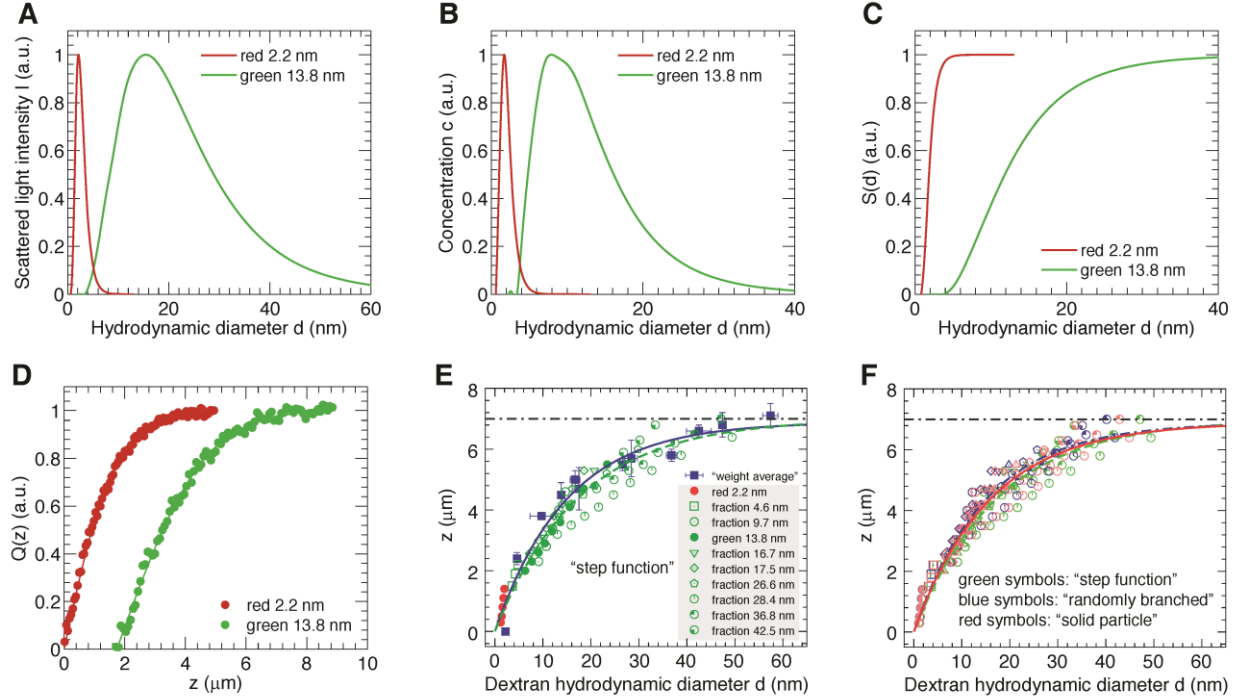 A
Scattered light intensity I (a.u.)
1
0.8
0.6
0.4
0.2
0
0 20 40 60
Hydrodynamic diameter d (nm)
red 2.2 nm
green 13.8 nm
B
Concentration c (a.u.)
1
0.8
0.6
0.4
0.2
0
0 10 20 30 40
Hydrodynamic diameter d (nm)
red 2.2 nm
green 13.8 nm
C
S(d) (a.u.)
1
0.8
0.6
0.4
0.2
0
0 20 40
Hydrodynamic diameter d (nm)
red 2.2 nm
green 13.8 nm
D
Q(z) (a.u.)
1
0.8
0.6
0.4
0.2
0
0 2 4 6 8 10
z (μm)
red 2.2 nm
green 13.8 nm
E
z (μm)
8
6
4
2
0
0 10 20 30 40 50 60
Dextran hydrodynamic diameter d (nm)
"step function"
"weight average"
red 2.2 nm
fraction 4.6 nm
fraction 9.7 nm
green 13.8 nm
fraction 16.7 nm
fraction 17.5 nm
fraction 26.6 nm
fraction 28.4 nm
fraction 36.8 nm
fraction 42.5 nm
F
z (μm)
8
6
4
2
0
0 10 20 30 40 50 60
Dextran hydrodynamic diameter d (nm)
green symbols: "step function"
blue symbols: "randomly branched"
red symbols: "solid particle"